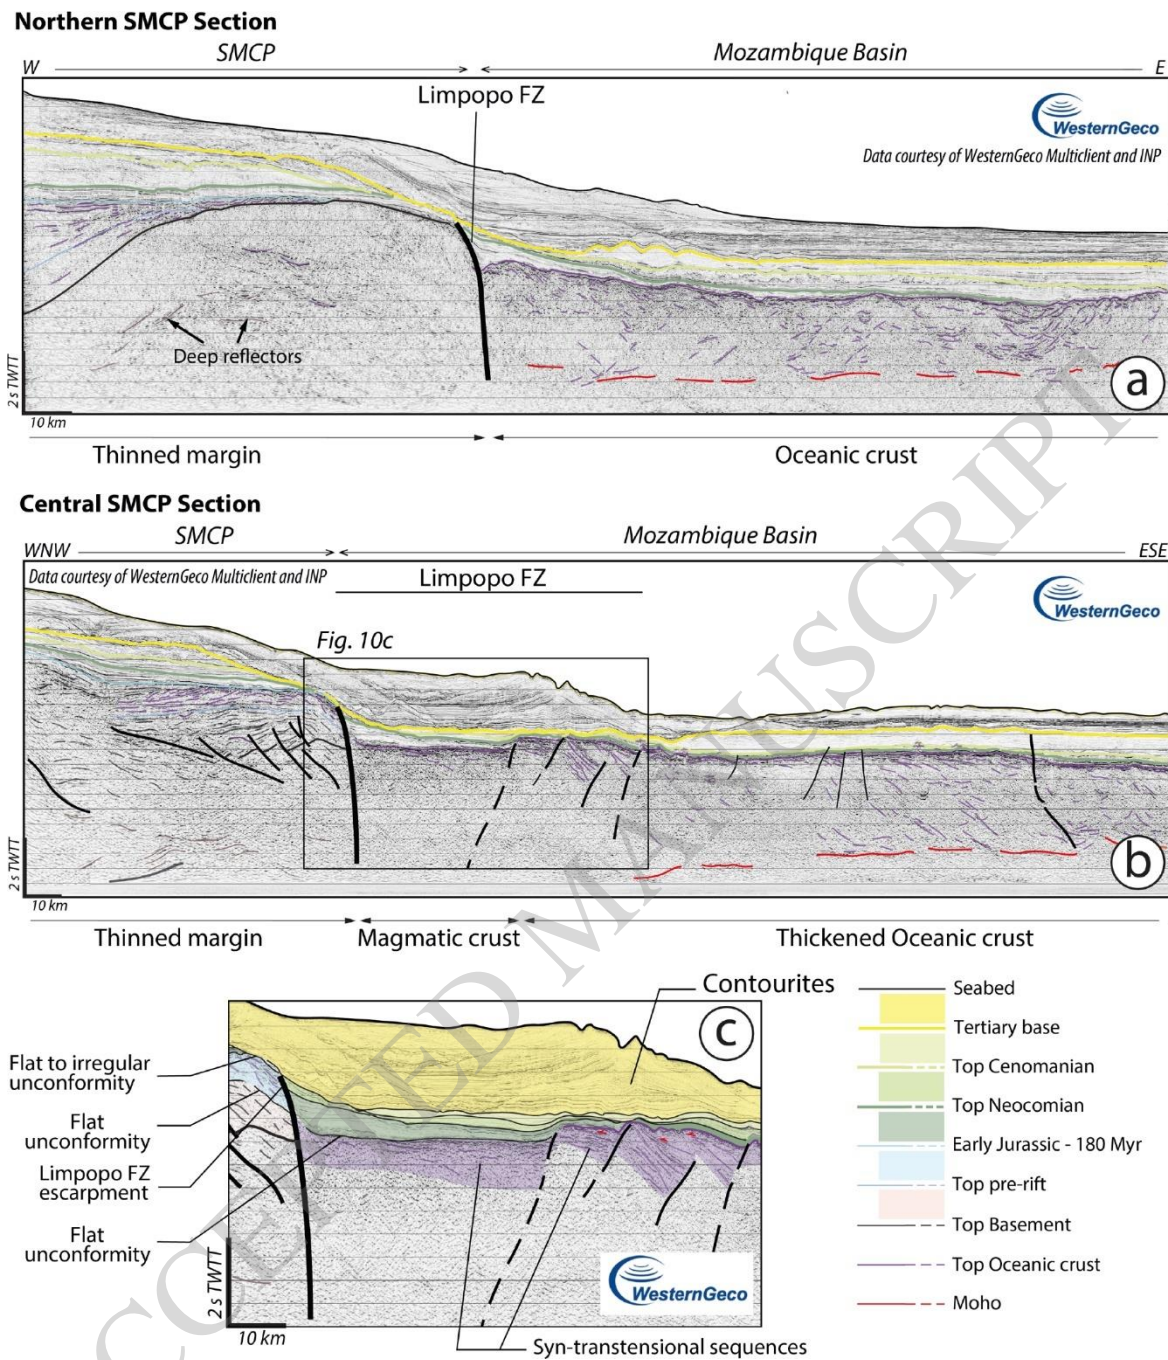 Northern SMCP Section
SMCP
Mozambique Basin
W
E
Limpopo FZ
WesternGeco
Data courtesy of WesternGeco Multiclient and INP
Deep reflectors
2 s TWTT
10 km
a
Thinned margin
Oceanic crust
Central SMCP Section
SMCP
Mozambique Basin
WNW
ESE
Data courtesy of WesternGeco Multiclient and INP
Limpopo FZ
WesternGeco
Fig. 10c
2 s TWTT
10 km
b
Thinned margin
Magmatic crust
Thickened Oceanic crust
c
Contourites
Flat to irregular
unconformity
Flat
unconformity
Limpopo FZ
escarpment
Flat
unconformity
2 s TWTT
10 km
WesternGeco
Syn-transtensional sequences
Seabed
Tertiary base
Top Cenomanian
Top Neocomian
Early Jurassic - 180 Myr
Top pre-rift
Top Basement
Top Oceanic crust
Moho
CCEPTED MANUSCRIPT